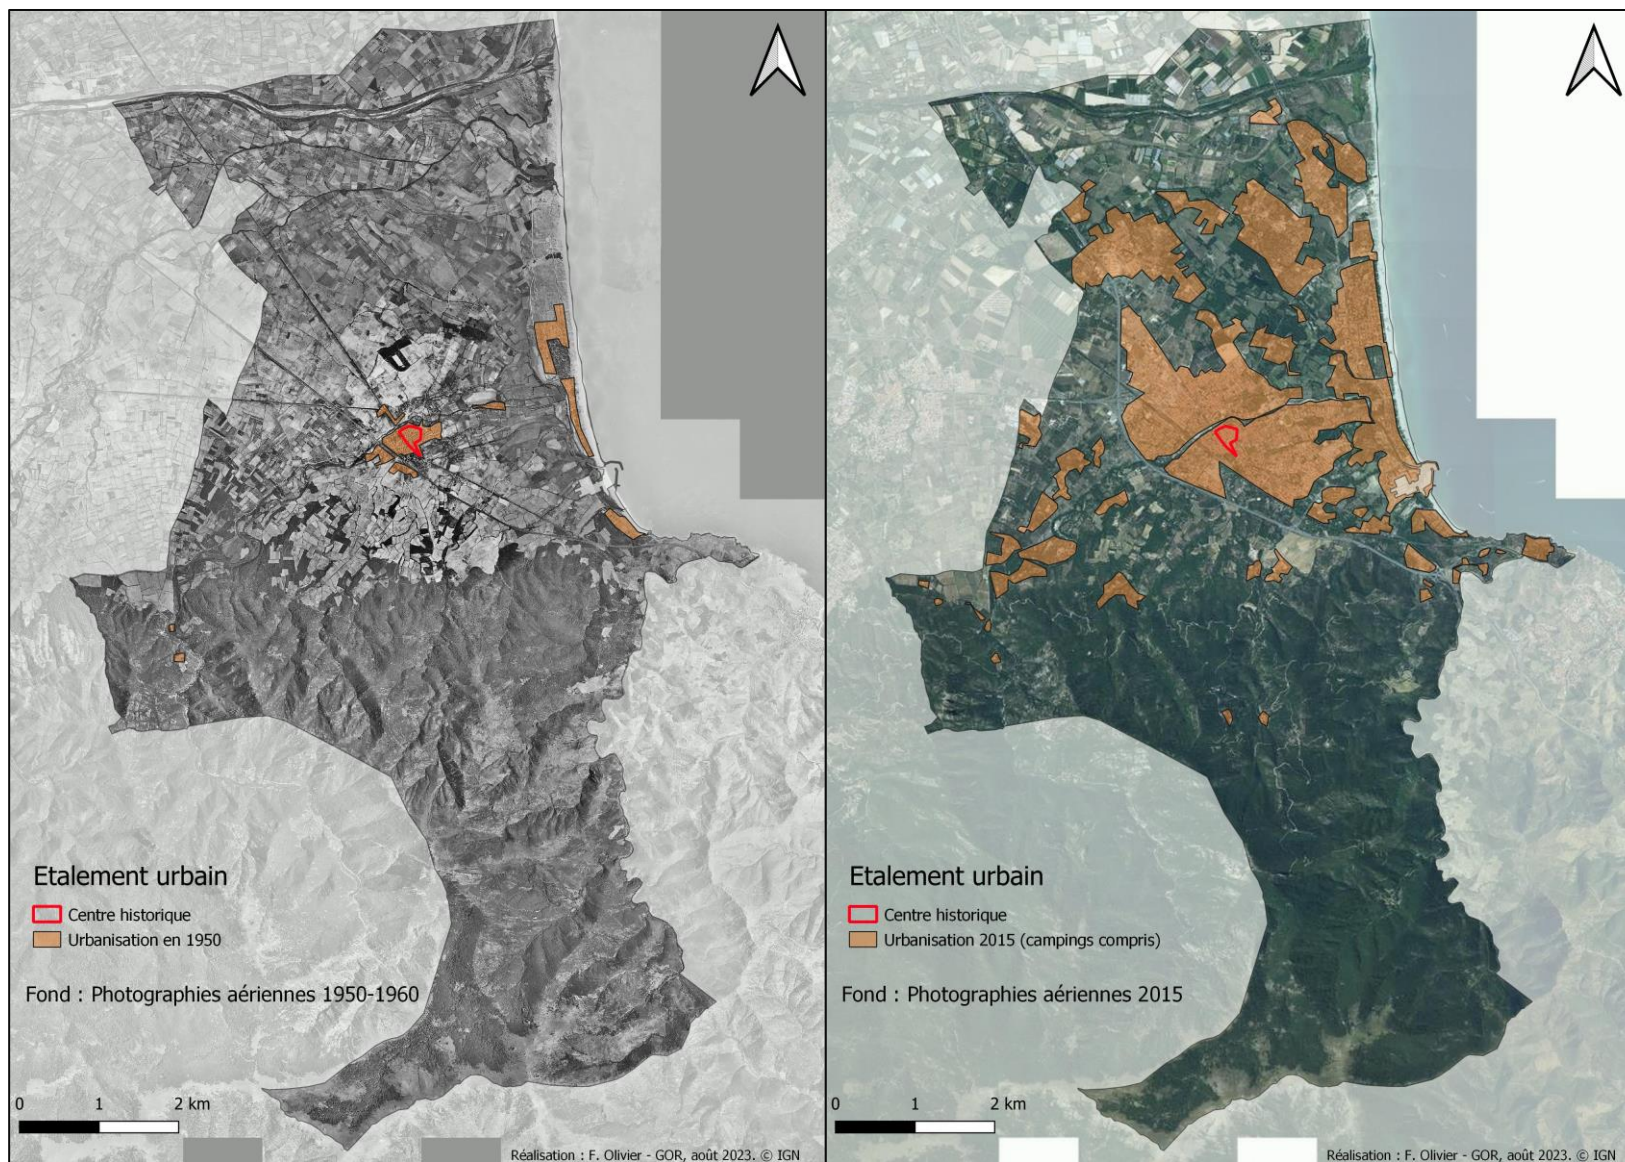 Etalement urbain
Centre historique
Urbanisation en 1950
Fond : Photographies aériennes 1950-1960
0 1 2 km
Réalisation : F. Olivier - GOR, août 2023. © IGN
Etalement urbain
Centre historique
Urbanisation 2015 (campings compris)
Fond : Photographies aériennes 2015
0 1 2 km
Réalisation : F. Olivier - GOR, août 2023. © IGN